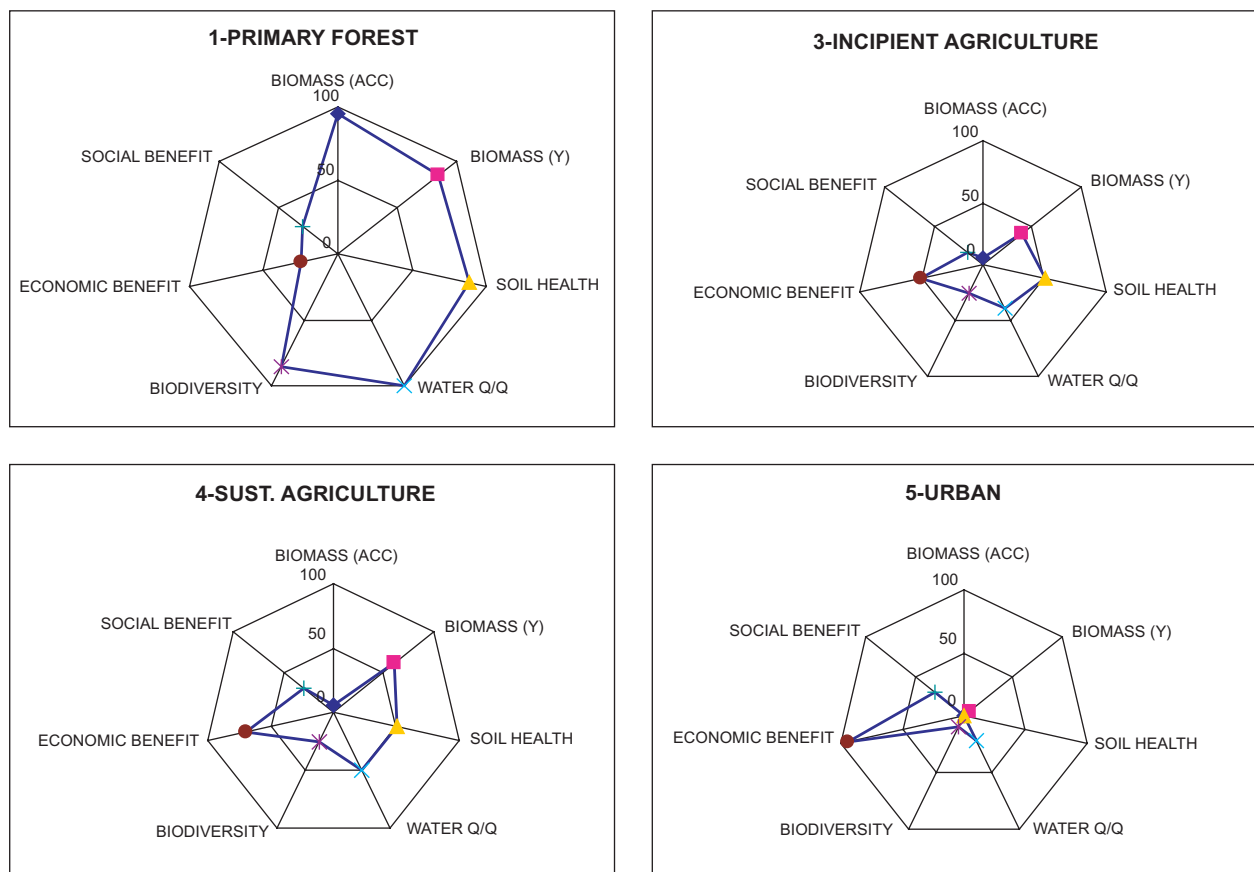 1-PRIMARY FOREST
BIOMASS (ACC)
100
SOCIAL BENEFIT
BIOMASS (Y)
50
0
ECONOMIC BENEFIT
SOIL HEALTH
BIODIVERSITY
WATER Q/Q
3-INCIPIENT AGRICULTURE
BIOMASS (ACC)
100
SOCIAL BENEFIT
BIOMASS (Y)
50
0
ECONOMIC BENEFIT
SOIL HEALTH
BIODIVERSITY
WATER Q/Q
4-SUST. AGRICULTURE
BIOMASS (ACC)
100
SOCIAL BENEFIT
BIOMASS (Y)
50
0
ECONOMIC BENEFIT
SOIL HEALTH
BIODIVERSITY
WATER Q/Q
5-URBAN
BIOMASS (ACC)
100
SOCIAL BENEFIT
BIOMASS (Y)
50
0
ECONOMIC BENEFIT
SOIL HEALTH
BIODIVERSITY
WATER Q/Q